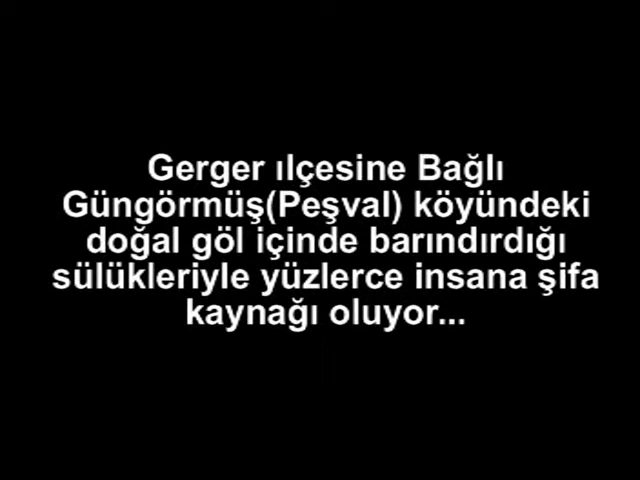 Gerger ılçesine Bağlı
Güngörmüş(Peşval) köyündeki
doğal göl içinde barındırdığı
sülükleriyle yüzlerce insana şifa
kaynağı oluyor...